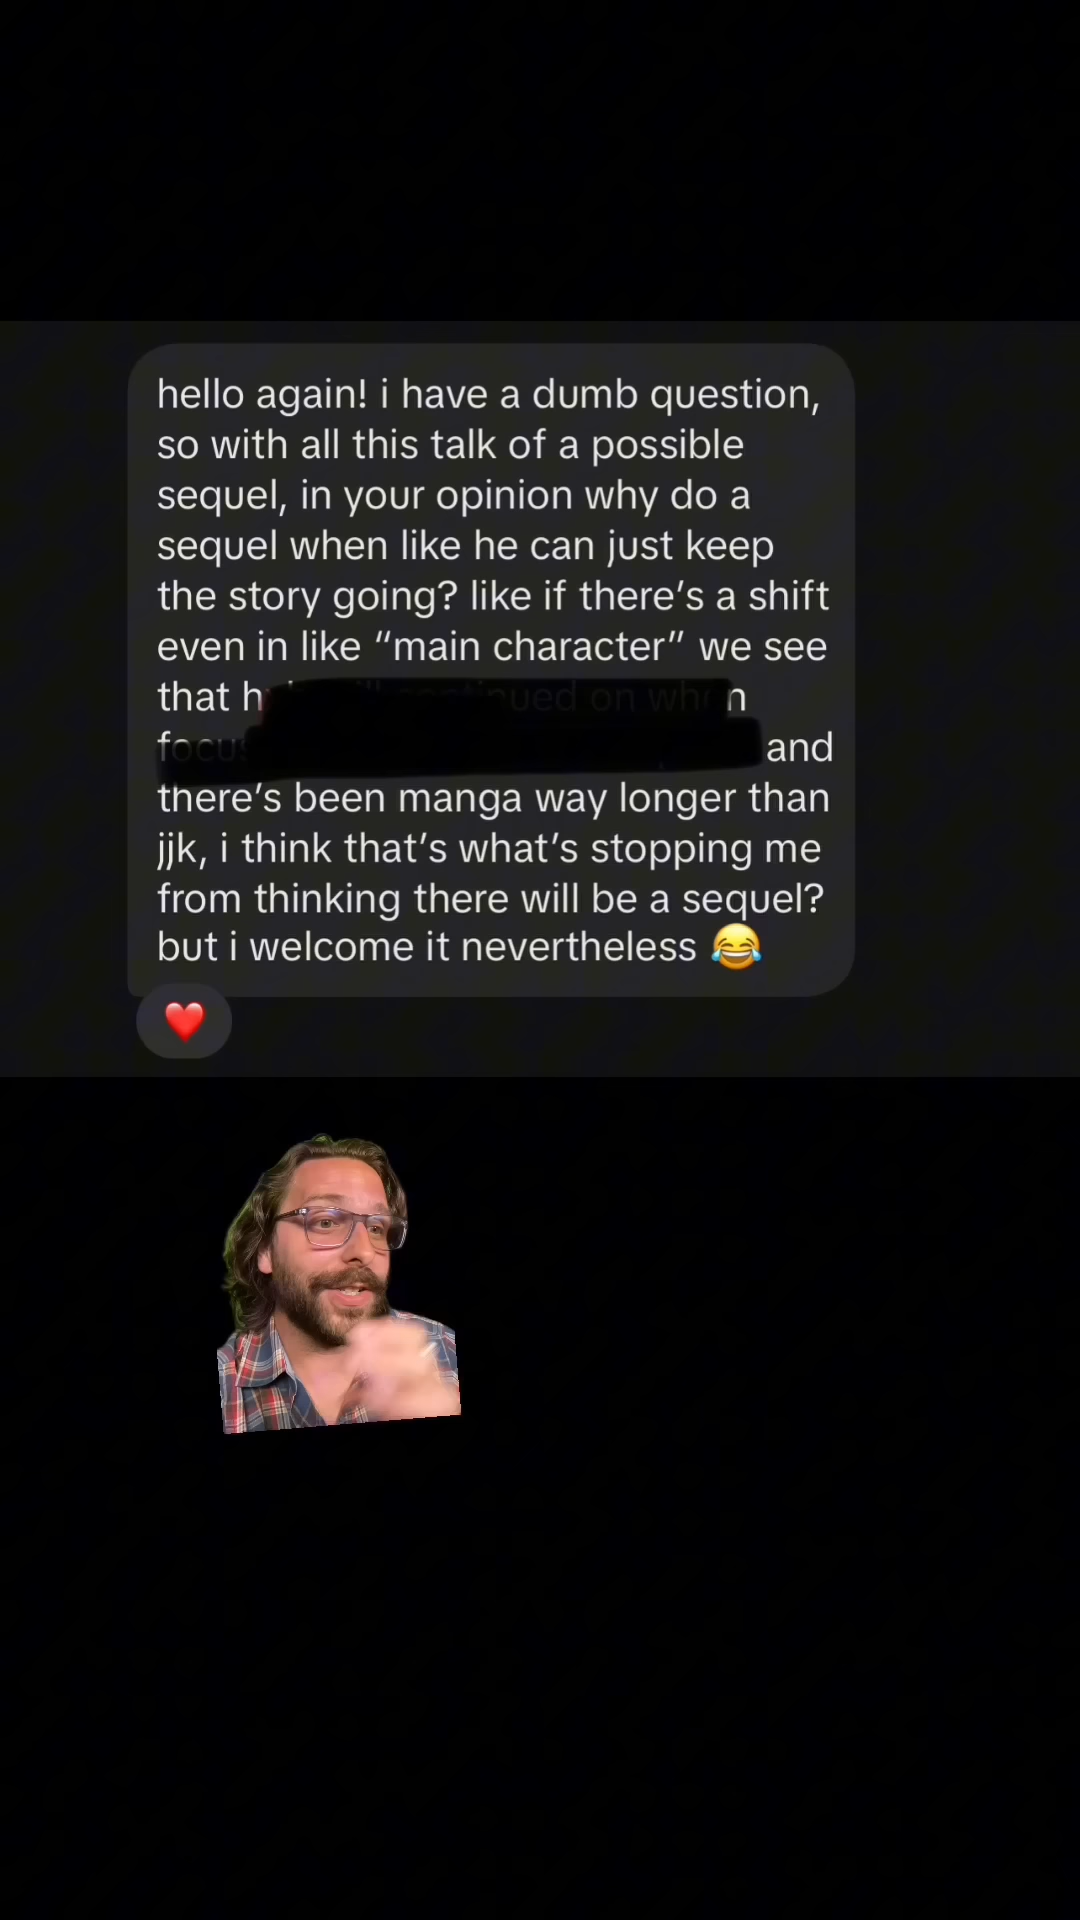 hello again! i have a dumb question,
so with all this talk of a possible
sequel, in your opinion why do a
sequel when like he can just keep
the story going? like if there’s a shift
even in like “main character” we see
that
and
there’s been manga way longer than
jjk, i think that’s what’s stopping me
from thinking there will be a sequel?
but i welcome it nevertheless 😂
❤️